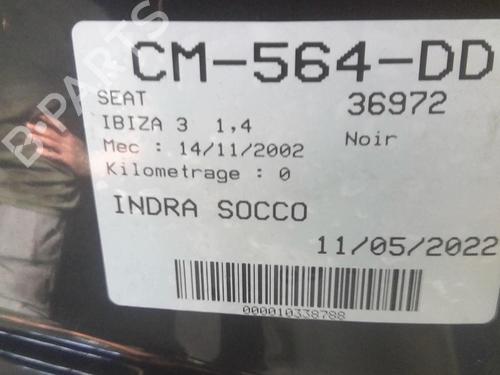 CM-564-DD
SEAT 36972
IBIZA 3 1,4
Noir
Mec : 14/11/2002
Kilometrage : 0
INDRA SOCCO
11/05/2022
000010338788
B-PARTS